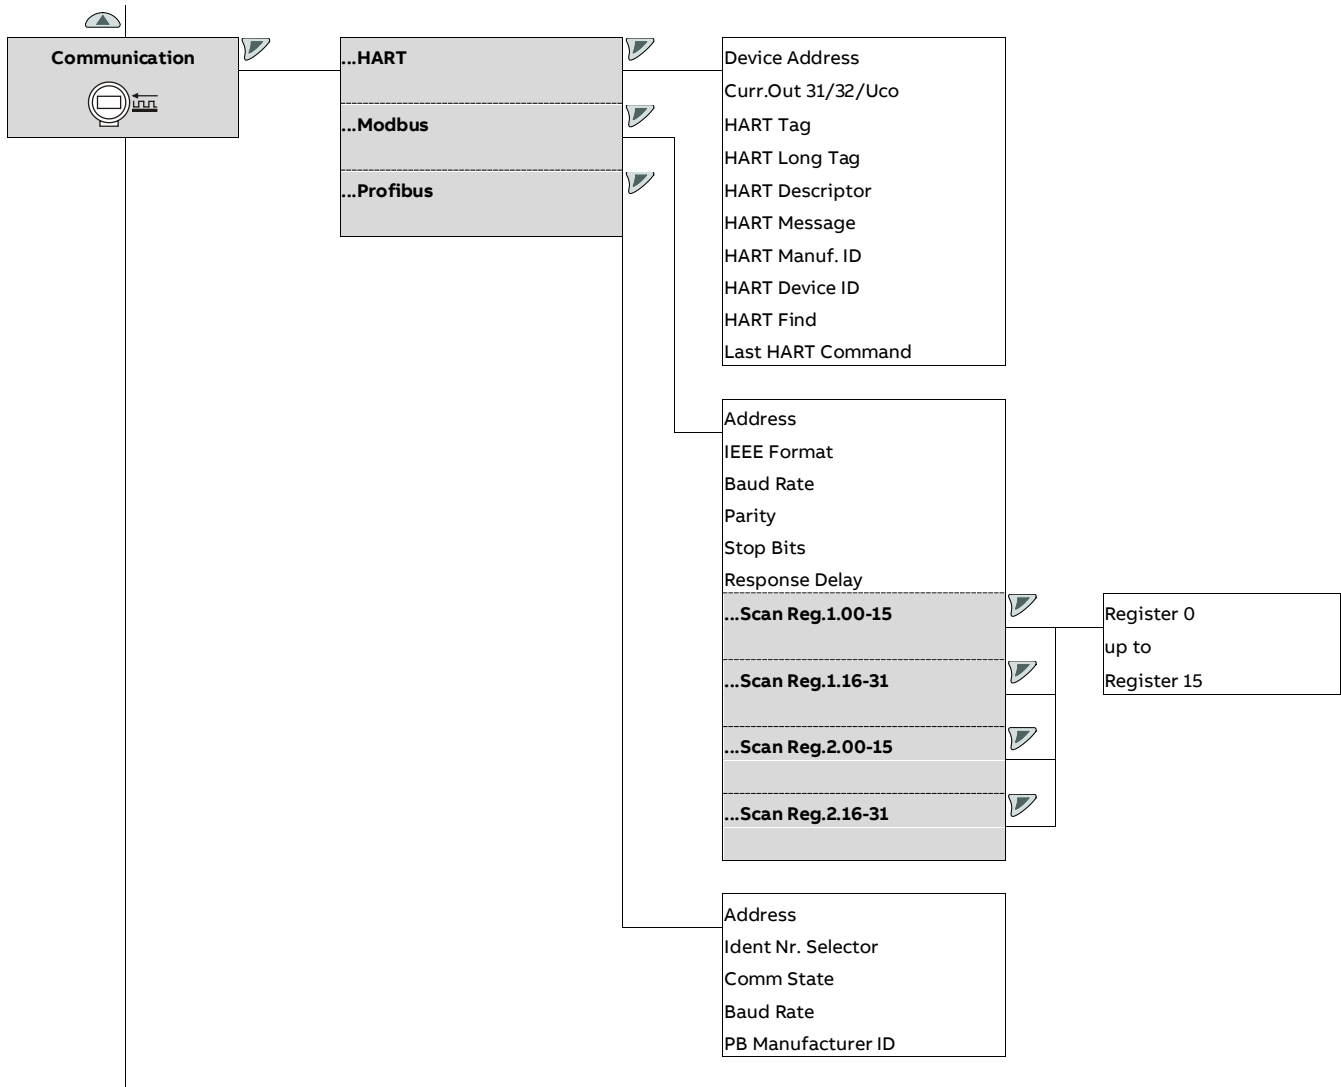 Communication
...HART
...Modbus
...Profibus
Device Address
Curr.Out 31/32/Uco
HART Tag
HART Long Tag
HART Descriptor
HART Message
HART Manuf. ID
HART Device ID
HART Find
Last HART Command
Address
IEEE Format
Baud Rate
Parity
Stop Bits
Response Delay
...Scan Reg.1.00-15
...Scan Reg.1.16-31
...Scan Reg.2.00-15
...Scan Reg.2.16-31
Register 0
up to
Register 15
Address
Ident Nr. Selector
Comm State
Baud Rate
PB Manufacturer ID